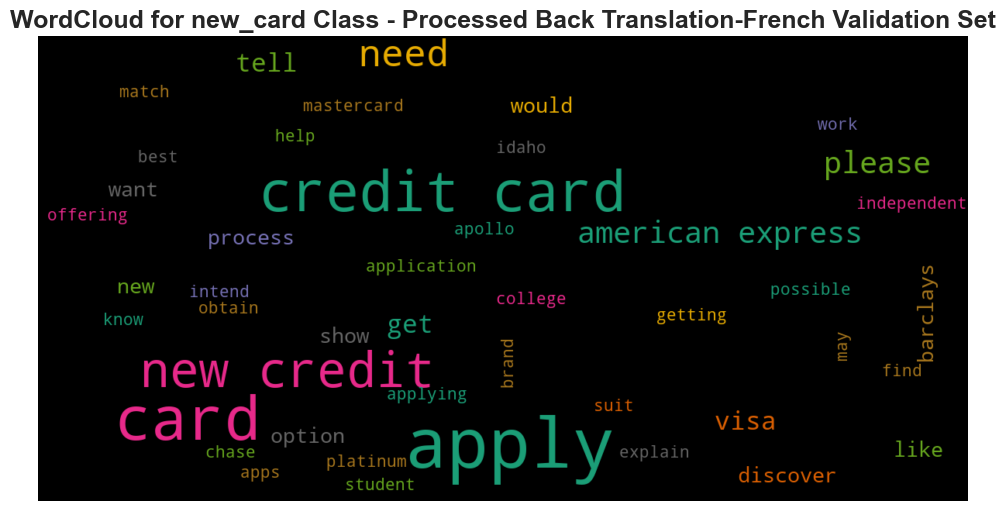 WordCloud for new_card Class - Processed Back Translation-French Validation Set
need
tell
match
mastercard
would
work
help
idaho
best
please
credit card
want
offering
independent
apollo
american express
process
application
new
intend
college
possible
barclays
obtain
know
getting
get
show
may
brand
new credit
find
applying
suit
card
visa
option
apply
chase
explain
like
platinum
apps
discover
student